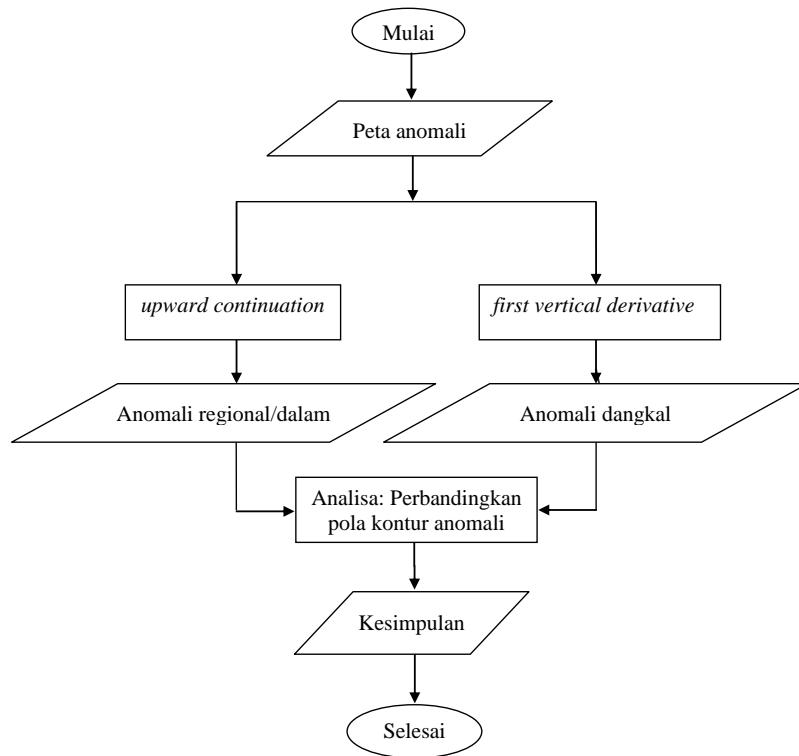 Mulai
Peta anomali
upward continuation
first vertical derivative
Anomali regional/dalam
Anomali dangkal
Analisa: Perbandingkan
pola kontur anomali
Kesimpulan
Selesai